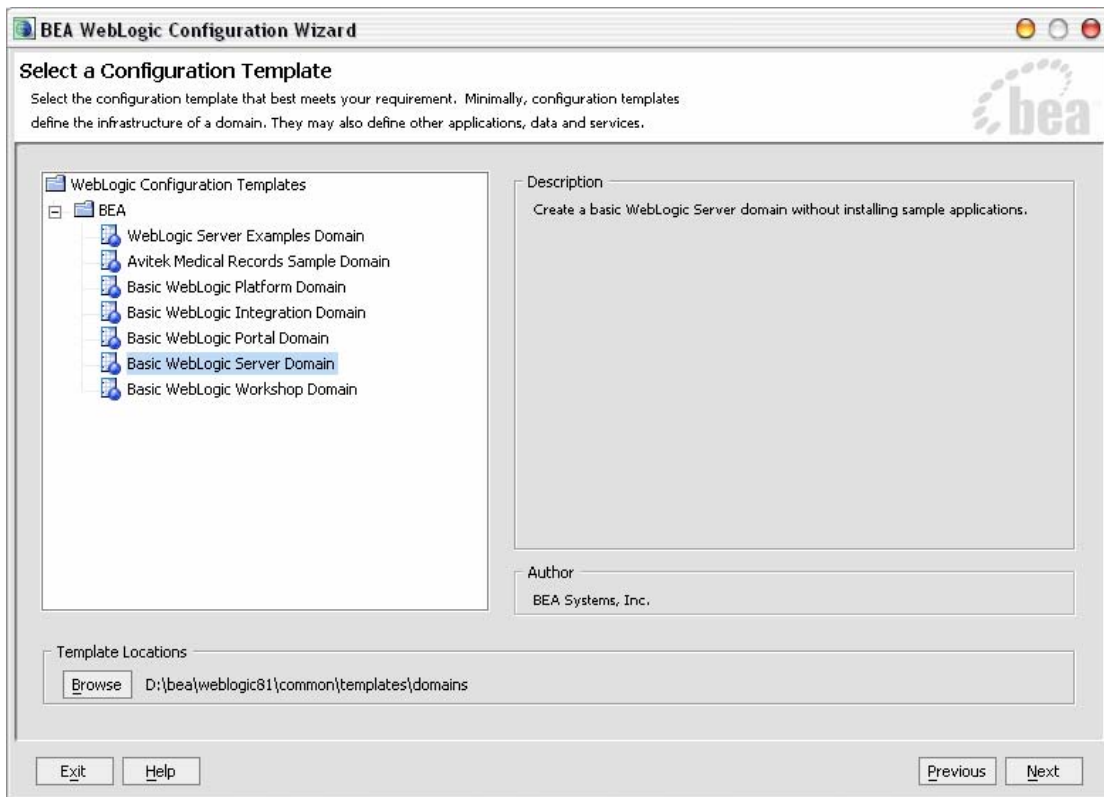 BEA WebLogic Configuration Wizard
Select a Configuration Template
Select the configuration template that best meets your requirement. Minimally, configuration templates
define the infrastructure of a domain. They may also define other applications, data and services.
bea
WebLogic Configuration Templates
BEA
WebLogic Server Examples Domain
Avitek Medical Records Sample Domain
Basic WebLogic Platform Domain
Basic WebLogic Integration Domain
Basic WebLogic Portal Domain
Basic WebLogic Server Domain
Basic WebLogic Workshop Domain
Description
Create a basic WebLogic Server domain without installing sample applications.
Author
BEA Systems, Inc.
Template Locations
Browse D:\bea\weblogic81\common\templates\domains
Exit Help Previous Next